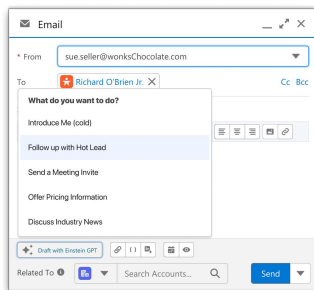 Email
* From
sue.seller@wonksChocolate.com
To
Richard O'Brien Jr.
Cc Bcc
What do you want to do?
Introduce Me (cold)
Follow up with Hot Lead
Send a Meeting Invite
Offer Pricing Information
Discuss Industry News
Draft with Einstein GPT
Related To
Search Accounts...
Send